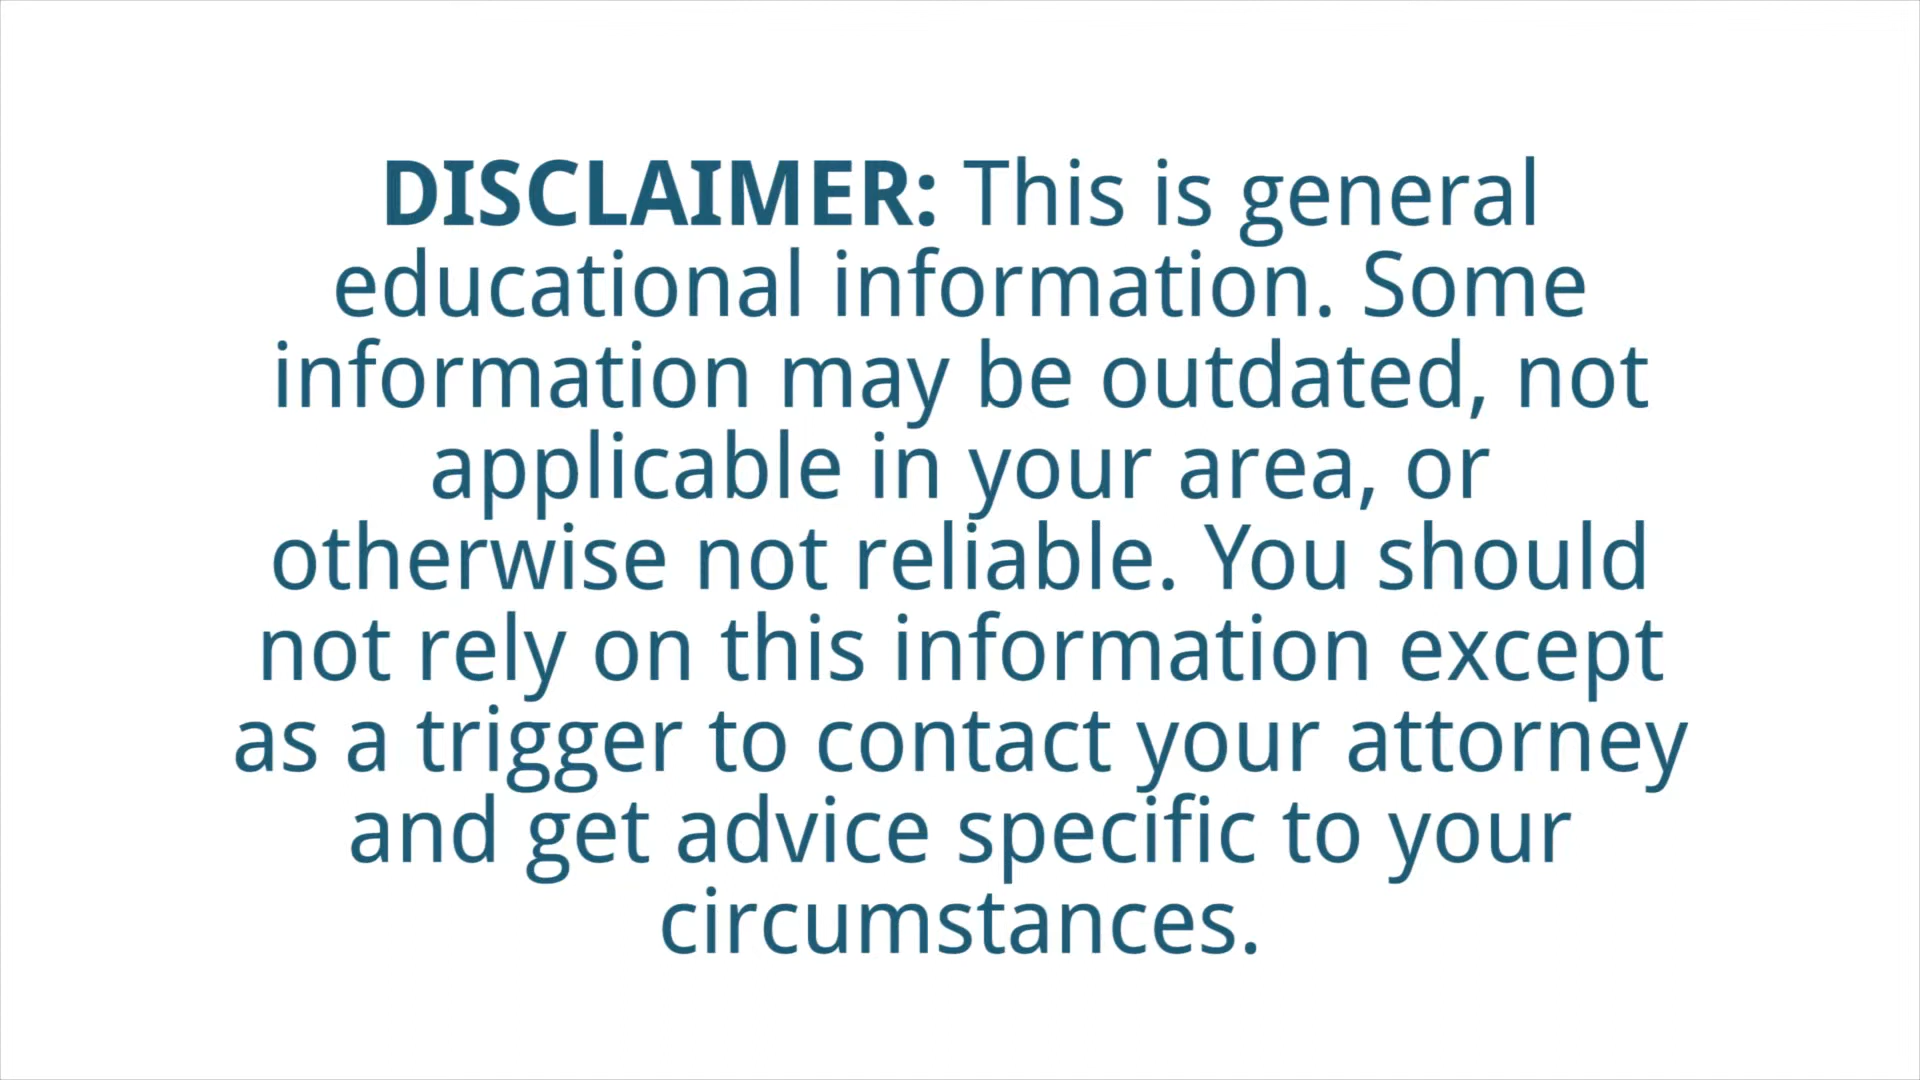 DISCLAIMER: This is general
educational information. Some
information may be outdated, not
applicable in your area, or
otherwise not reliable. You should
not rely on this information except
as a trigger to contact your attorney
and get advice specific to your
circumstances.